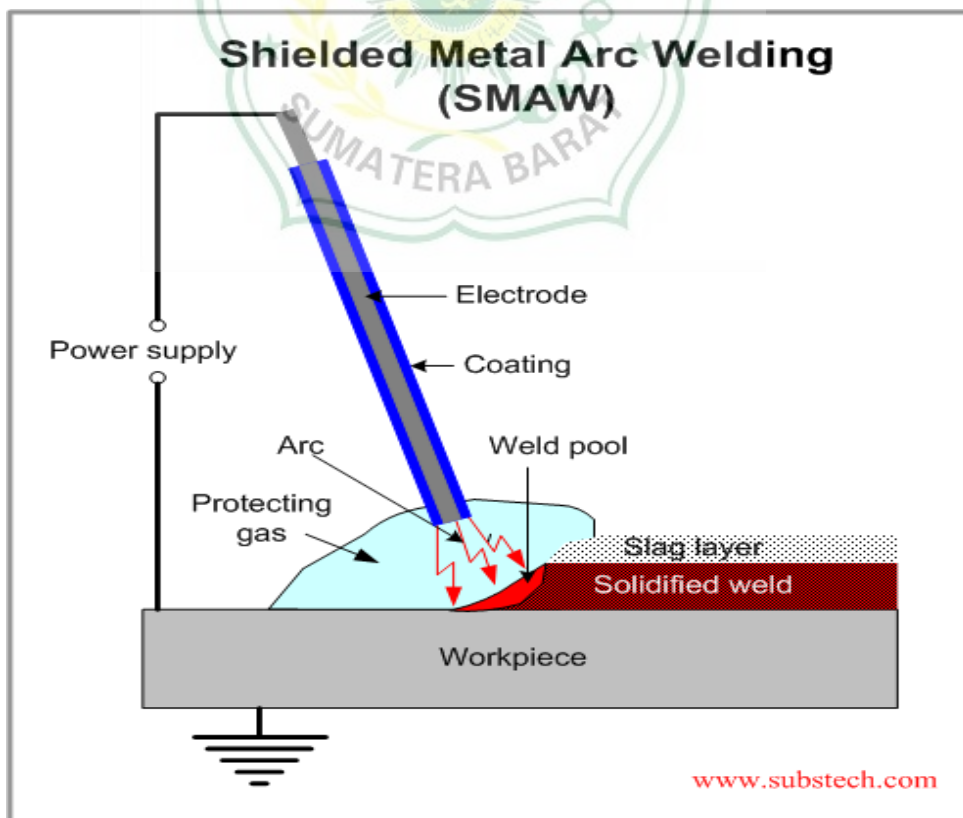 Shielded Metal Arc Welding
(SMAW)
SUMATERA BARAT
Electrode
Power supply
Coating
Arc
Weld pool
Protecting
gas
Slag layer
Solidified weld
Workpiece
www.substech.com